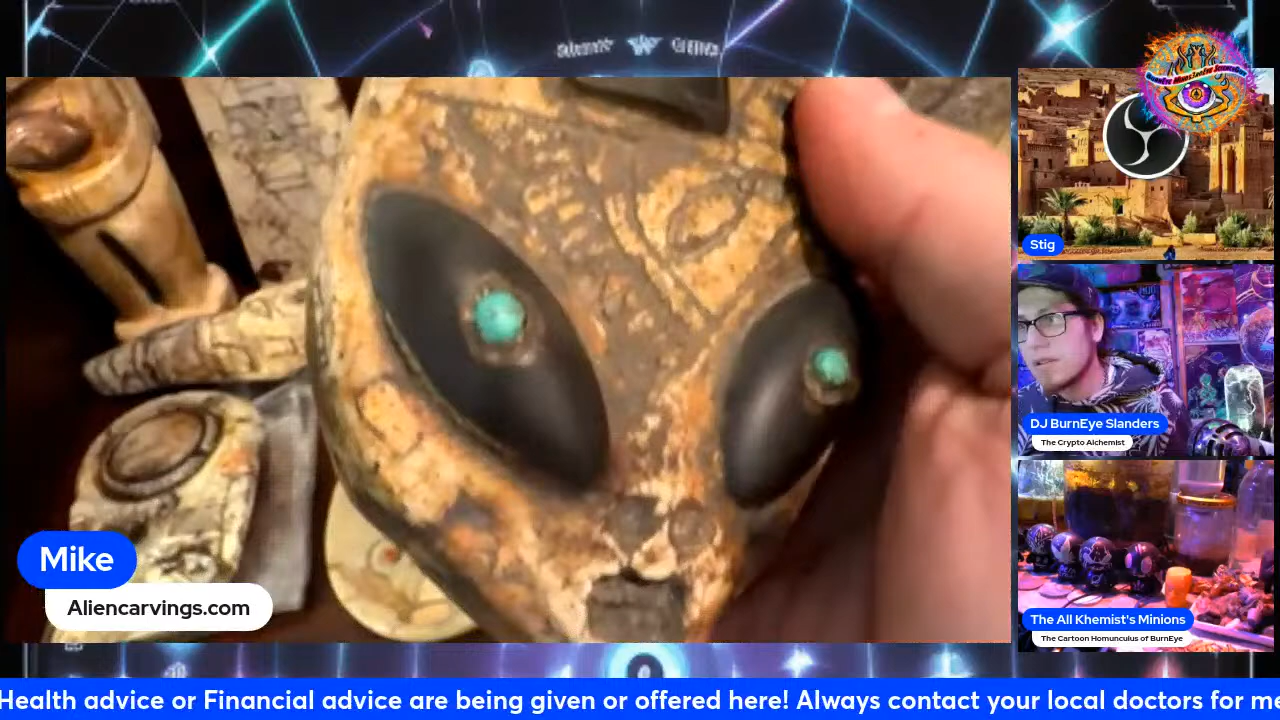 Stig
DJ BurnEye Slanders
The Crypto Alchemist
Mike
Aliencarvings.com
The All Khemist's Minions
The Cartoon Homunculus of BurnEye
Health advice or Financial advice are being given or offered here! Always contact your local doctors for mo